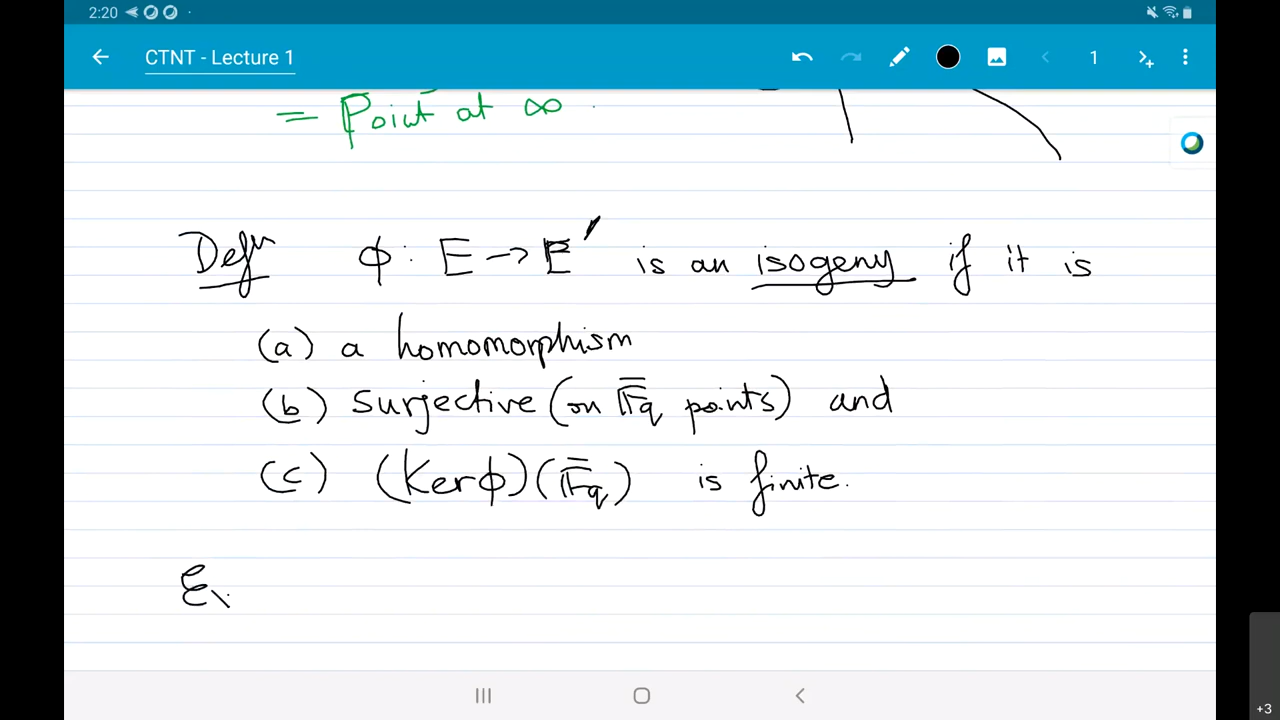 2:20
CTNT - Lecture 1
1
= Point at ∞
Defn ϕ : E → E′ is an isogeny if it is
(a) a homomorphism
(b) surjective (on F̅q points) and
(c) (Ker ϕ)(F̅q) is finite.
Ex
+3